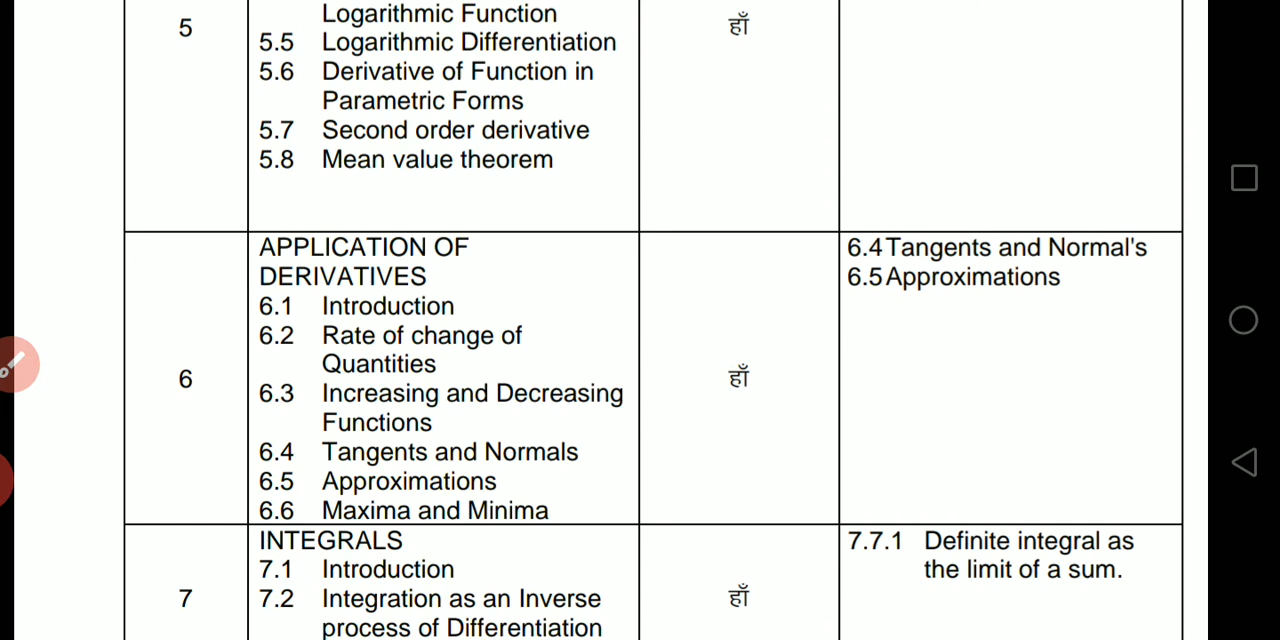 5
Logarithmic Function
5.5 Logarithmic Differentiation
5.6 Derivative of Function in
Parametric Forms
5.7 Second order derivative
5.8 Mean value theorem
हाँ
6
APPLICATION OF
DERIVATIVES
6.1 Introduction
6.2 Rate of change of
Quantities
6.3 Increasing and Decreasing
Functions
6.4 Tangents and Normals
6.5 Approximations
6.6 Maxima and Minima
हाँ
6.4 Tangents and Normal's
6.5 Approximations
7
INTEGRALS
7.1 Introduction
7.2 Integration as an Inverse
process of Differentiation
हाँ
7.7.1 Definite integral as
the limit of a sum.